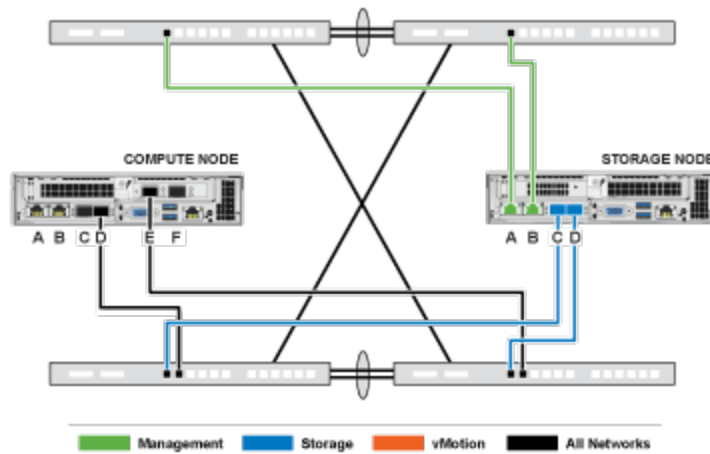 COMPUTE NODE
STORAGE NODE
A B C D E F
A B C D
Management Storage vMotion All Networks